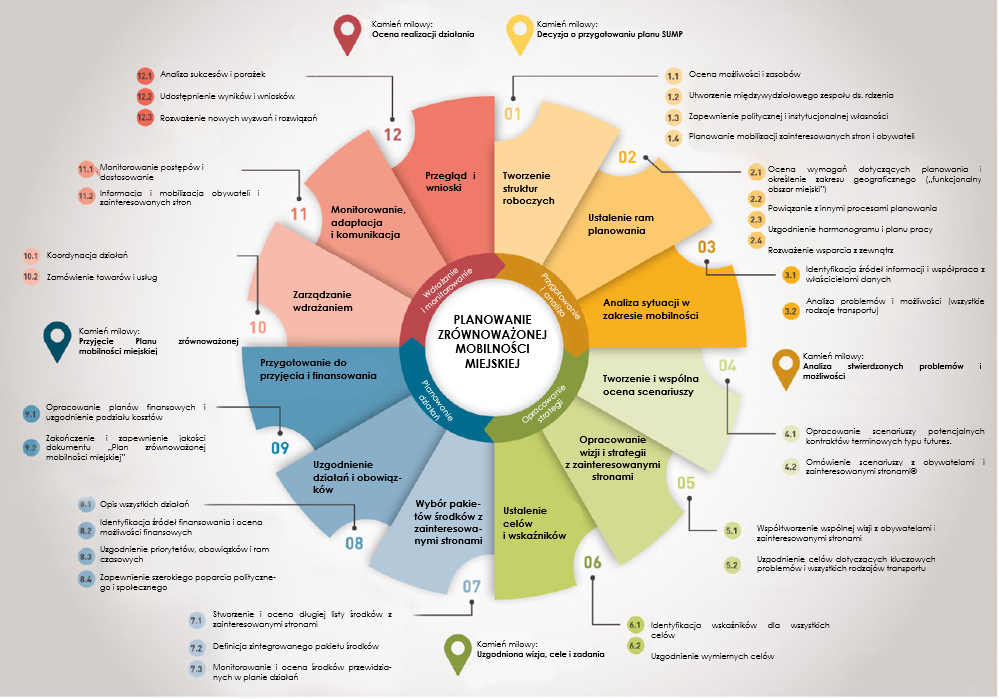 Kamień milowy:
Ocena realizacji działania
Kamień milowy:
Decyzja o przygotowaniu planu SUMP
12.1 Analiza sukcesów i porażek
12.2 Udostępnienie wyników i wniosków
12.3 Rozważenie nowych wyzwań i rozwiązań
1.1 Ocena możliwości i zasobów
1.2 Utworzenie międzywydziałowego zespołu ds. rdzenia
1.3 Zapewnienie politycznej i instytucjonalnej własności
1.4 Planowanie mobilizacji zainteresowanych stron i obywateli
12
01
11.1 Monitorowanie postępów i
dostosowanie
11.2 Informacja i mobilizacja obywateli i
zainteresowanych stron
11
02
2.1 Ocena wymagań dotyczących planowania i
określenie zakresu geograficznego („funkcjonalny
obszar miejski”)
2.2
Powiązanie z innymi procesami planowania
2.3
Uzgodnienie harmonogramu i planu pracy
2.4
Rozważenie wsparcia z zewnątrz
Przegląd i
wnioski
Tworzenie
struktur
roboczych
Monitorowanie,
adaptacja
i komunikacja
Ustalenie ram
planowania
10.1 Koordynacja działań
10.2 Zamówienie towarów i usług
10
03
3.1 Identyfikacja źródeł informacji i współpraca z
właścicielami danych
3.2 Analiza problemów i możliwości (wszystkie
rodzaje transportu)
Zarządzanie
wdrażaniem
Analiza sytuacji w
zakresie mobilności
Wdrażanie
i monitorowanie
Przygotowanie
i analiza
PLANOWANIE
ZRÓWNOWAŻONEJ
MOBILNOŚCI
MIEJSKIEJ
Planowanie
działań
Opracowanie
strategii
Kamień milowy:
Przyjęcie Planu zrównoważonej
mobilności miejskiej
Kamień milowy:
Analiza stwierdzonych problemów i
możliwości
Przygotowanie do
przyjęcia i finansowania
Tworzenie i wspólna
ocena scenariuszy
04
9.1 Opracowanie planów finansowych i
uzgodnienie podziału kosztów
9.2 Zakończenie i zapewnienie jakości
dokumentu „Plan zrównoważonej
mobilności miejskiej”
09
4.1 Opracowanie scenariuszy potencjalnych
kontraktów terminowych typu futures.
4.2 Omówienie scenariuszy z obywatelami i
zainteresowanymi stronami®
Uzgodnienie
działań i obowiąz-
ków
Opracowanie
wizji i strategii
z zainteresowanymi
stronami
05
8.1 Opis wszystkich działań
8.2 Identyfikacja źródeł finansowania i ocena
możliwości finansowych
8.3 Uzgodnienie priorytetów, obowiązków i ram
czasowych
8.4 Zapewnienie szerokiego poparcia polityczne-
go i społecznego
08
Wybór pakie-
tów środków z
zainteresowa-
nymi stronami
Ustalenie
celów
i wskaźników
5.1 Współtworzenie wspólnej wizji z obywatelami i
zainteresowanymi stronami
5.2 Uzgodnienie celów dotyczących kluczowych
problemów i wszystkich rodzajów transportu
07
06
7.1 Stworzenie i ocena długiej listy środków z
zainteresowanymi stronami
7.2 Definicja zintegrowanego pakietu środków
7.3 Monitorowanie i ocena środków przewidzia-
nych w planie działań
Kamień milowy:
Uzgodniona wizja, cele i zadania
6.1 Identyfikacja wskaźników dla wszystkich
celów
6.2
Uzgodnienie wymiernych celów